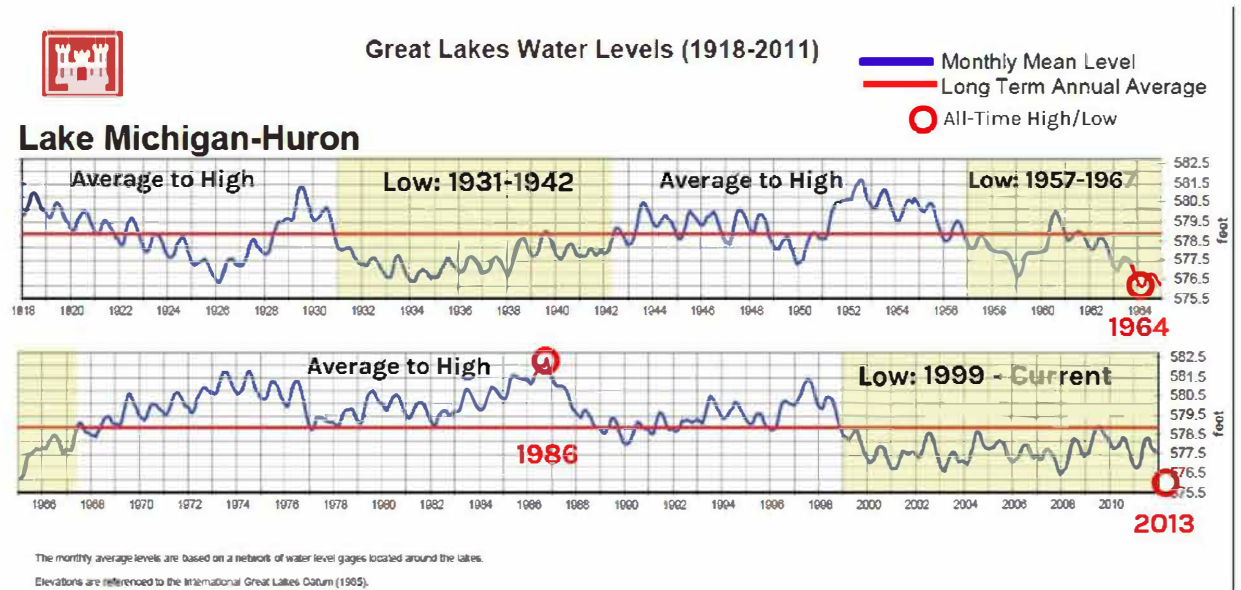 Great Lakes Water Levels (1918-2011)
Monthly Mean Level
Long Term Annual Average
All-Time High/Low
Lake Michigan-Huron
Average to High
Low: 1931-1942
Average to High
Low: 1957-1967
582.5
581.5
580.5
579.5
578.5
577.5
576.5
575.5
feet
1818 1820 1922 1924 1926 1928 1930 1932 1934 1936 1938 1940 1942 1944 1946 1948 1950 1952 1954 1956 1958 1960 1962 1964
1964
Average to High
Low: 1999 - Current
582.5
581.5
580.5
579.5
578.5
577.5
576.5
575.5
feet
1986
1966 1968 1970 1972 1974 1976 1978 1980 1982 1984 1986 1988 1990 1992 1994 1996 1998 2000 2002 2004 2006 2008 2010
2013
The monthly average levels are based on a network of water level gages located around the lakes.
Elevations are referenced to the International Great Lakes Datum (1985).